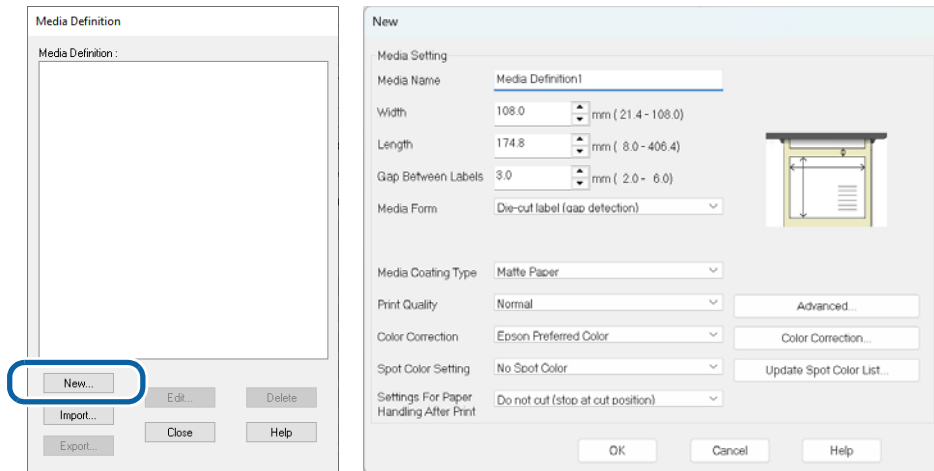 Media Definition
Media Definition :
New...
Edit...
Delete
Import...
Close
Help
Export...
New
Media Setting
Media Name
Media Definition1
Width
108.0
mm ( 21.4 - 108.0)
Length
174.8
mm ( 8.0 - 406.4)
Gap Between Labels
3.0
mm ( 2.0 - 6.0)
Media Form
Die-cut label (gap detection)
Media Coating Type
Matte Paper
Print Quality
Normal
Advanced...
Color Correction
Epson Preferred Color
Color Correction...
Spot Color Setting
No Spot Color
Update Spot Color List...
Settings For Paper
Handling After Print
Do not cut (stop at cut position)
OK
Cancel
Help